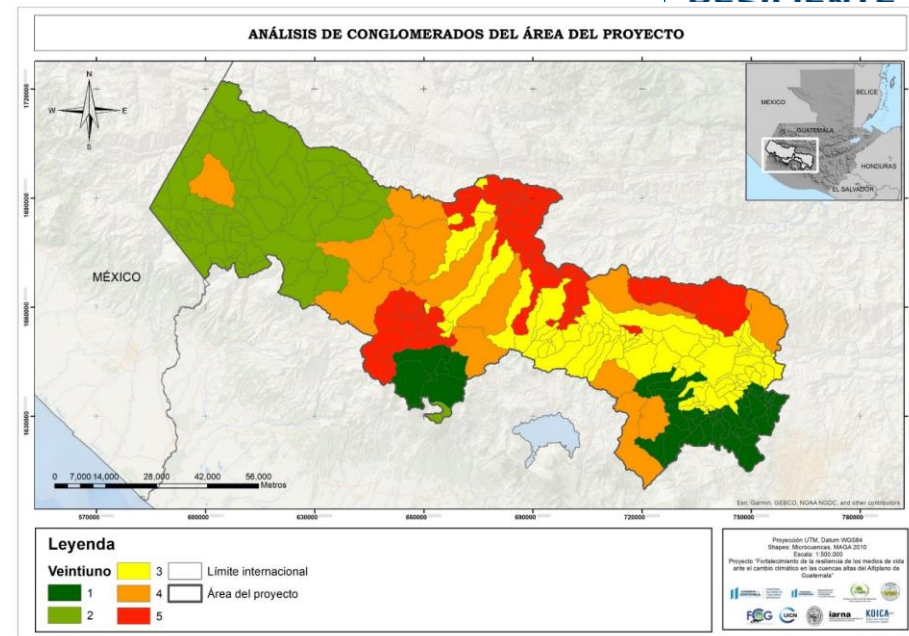 ANÁLISIS DE CONGLOMERADOS DEL ÁREA DEL PROYECTO
N
W E
S
MÉXICO
MEXICO
BELICE
GUATEMALA
HONDURAS
EL SALVADOR
1720000
1690000
1660000
1630000
0 7,000 14,000 28,000 42,000 56,000
Metros
Esri, Garmin, GEBCO, NOAA NGDC, and other contributors
570000 600000 630000 660000 690000 720000 750000 780000
Leyenda
Veintiuno
1
2
3
4
5
Límite internacional
Área del proyecto
Proyección UTM, Datum WGS84
Shapes: Microcuencas, MAGA 2010
Escala: 1:500,000
Proyecto "Fortalecimiento de la resiliencia de los medios de vida
ante el cambio climático en las cuencas altas del Altiplano de
Guatemala"
FCG
UICN
iarna
KOICA